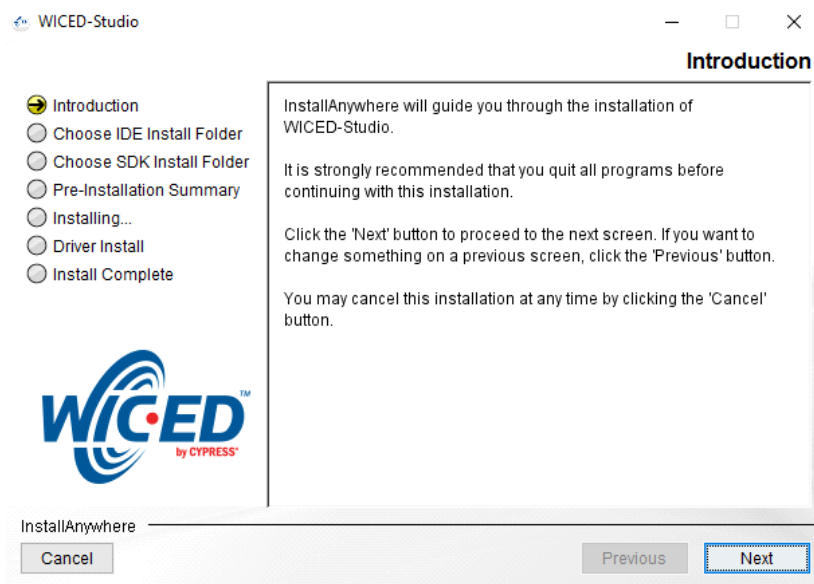 WICED-Studio
Introduction
Introduction
Choose IDE Install Folder
Choose SDK Install Folder
Pre-Installation Summary
Installing...
Driver Install
Install Complete
InstallAnywhere will guide you through the installation of
WICED-Studio.
It is strongly recommended that you quit all programs before
continuing with this installation.
Click the 'Next' button to proceed to the next screen. If you want to
change something on a previous screen, click the 'Previous' button.
You may cancel this installation at any time by clicking the 'Cancel'
button.
WICED™
by CYPRESS®
InstallAnywhere
Cancel
Previous
Next